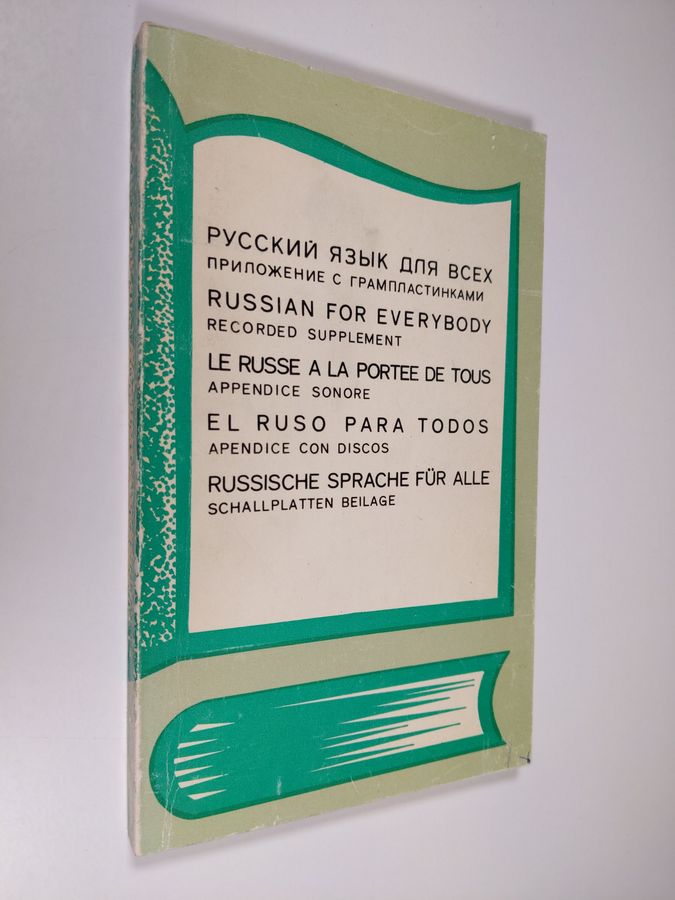 РУССКИЙ ЯЗЫК ДЛЯ ВСЕХ
ПРИЛОЖЕНИЕ С ГРАМПЛАСТИНКАМИ
RUSSIAN FOR EVERYBODY
RECORDED SUPPLEMENT
LE RUSSE A LA PORTEE DE TOUS
APPENDICE SONORE
EL RUSO PARA TODOS
APENDICE CON DISCOS
RUSSISCHE SPRACHE FÜR ALLE
SCHALLPLATTEN BEILAGE